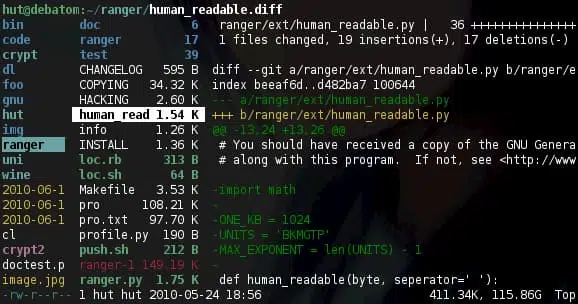 hut@debatom:~/ranger/human_readable.diff
bin doc 6 ranger/ext/human_readable.py | 36 ++++++++++++++
code ranger 17 1 files changed, 19 insertions(+), 17 deletions(-)
crypt test 39
dl CHANGELOG 595 B diff --git a/ranger/ext/human_readable.py b/ranger/e
foo COPYING 34.32 K index beeaf6d..d482ba7 100644
gnu HACKING 2.60 K --- a/ranger/ext/human_readable.py
hut human_read 1.54 K +++ b/ranger/ext/human_readable.py
img info 1.26 K @@ -13,24 +13,26 @@
ranger INSTALL 1.36 K # You should have received a copy of the GNU Genera
uni loc.rb 313 B # along with this program. If not, see <http://www
wine loc.sh 64 B
2010-06-1 Makefile 3.53 K -import math
2010-06-1 pro 108.21 K -
2010-06-1 pro.txt 97.70 K -ONE_KB = 1024
cl profile.py 190 B -UNITS = 'BKMGTP'
crypt2 push.sh 212 B -MAX_EXPONENT = len(UNITS) - 1
doctest.p ranger-1 149.19 K -
image.jpg ranger.py 1.75 K def human_readable(byte, seperator=' '):
-rw-r--r-- 1 hut hut 2010-05-24 18:56 411.34K, 115.86G Top